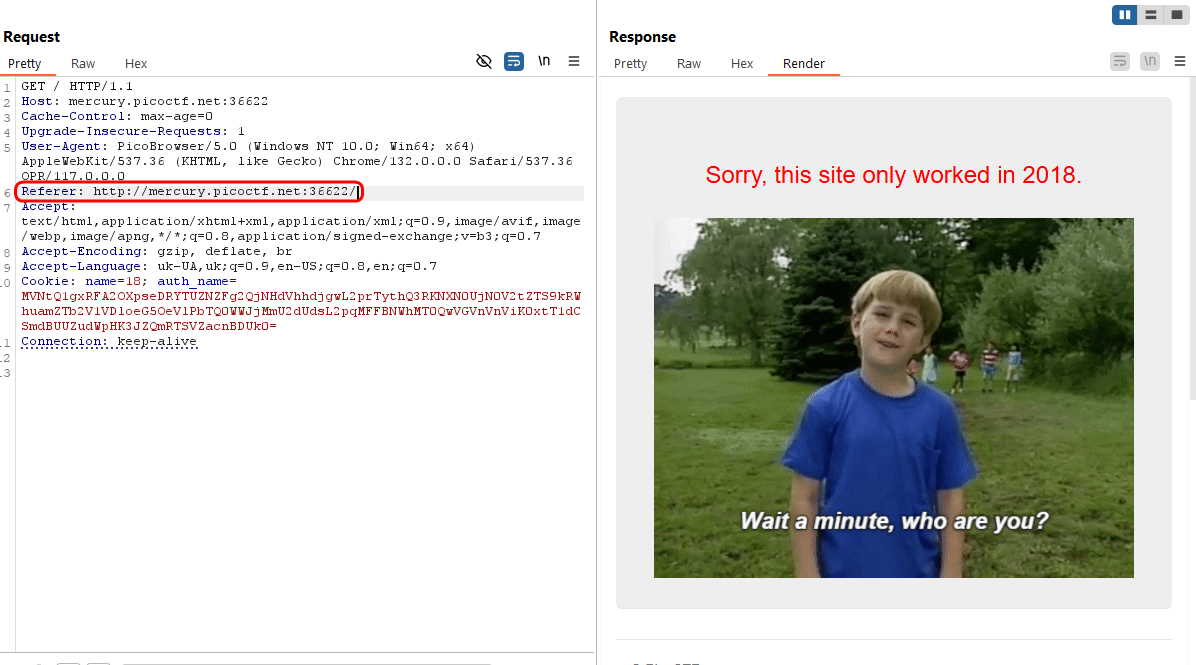 Request
Pretty Raw Hex
\n
1 GET / HTTP/1.1
2 Host: mercury.picoctf.net:36622
3 Cache-Control: max-age=0
4 Upgrade-Insecure-Requests: 1
5 User-Agent: PicoBrowser/5.0 (Windows NT 10.0; Win64; x64)
AppleWebKit/537.36 (KHTML, like Gecko) Chrome/132.0.0.0 Safari/537.36
OPR/117.0.0.0
6 Referer: http://mercury.picoctf.net:36622/
7 Accept:
text/html,application/xhtml+xml,application/xml;q=0.9,image/avif,image
/webp,image/apng,*/*;q=0.8,application/signed-exchange;v=b3;q=0.7
8 Accept-Encoding: gzip, deflate, br
9 Accept-Language: uk-UA,uk;q=0.9,en-US;q=0.8,en;q=0.7
0 Cookie: name=18; auth_name=
1 Connection: keep-alive
2
3
Response
Pretty Raw Hex Render
\n
Sorry, this site only worked in 2018.
Wait a minute, who are you?